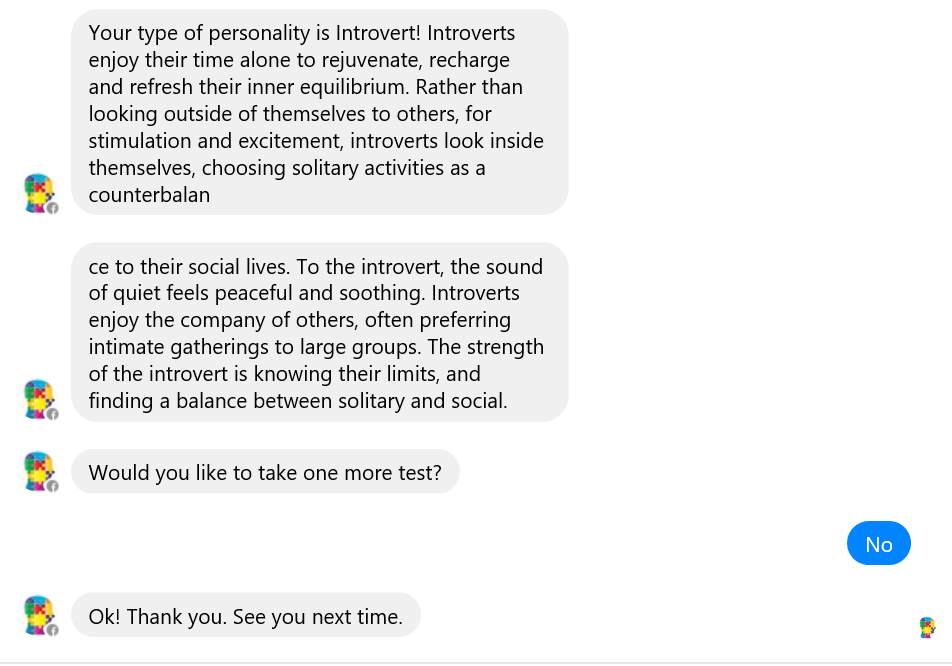 Your type of personality is Introvert! Introverts
enjoy their time alone to rejuvenate, recharge
and refresh their inner equilibrium. Rather than
looking outside of themselves to others, for
stimulation and excitement, introverts look inside
themselves, choosing solitary activities as a
counterbalan
ce to their social lives. To the introvert, the sound
of quiet feels peaceful and soothing. Introverts
enjoy the company of others, often preferring
intimate gatherings to large groups. The strength
of the introvert is knowing their limits, and
finding a balance between solitary and social.
Would you like to take one more test?
No
Ok! Thank you. See you next time.